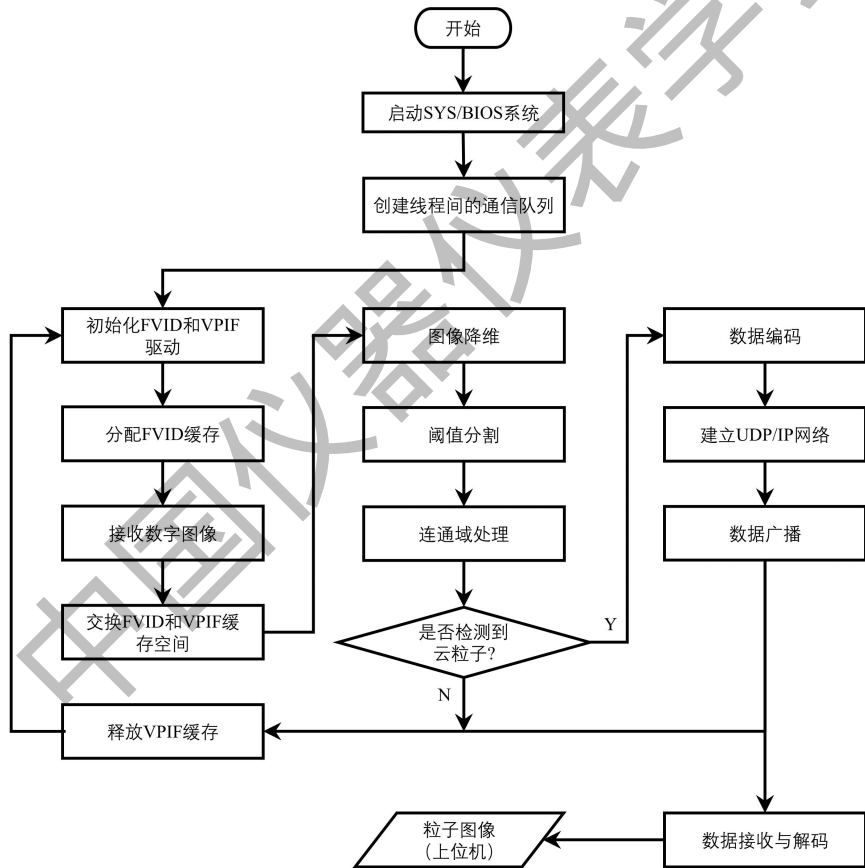 开始
启动SYS/BIOS系统
创建线程间的通信队列
初始化FVID和VPIF
驱动
分配FVID缓存
接收数字图像
交换FVID和VPIF缓
存空间
释放VPIF缓存
图像降维
阈值分割
连通域处理
是否检测到
云粒子?
Y
N
数据编码
建立UDP/IP网络
数据广播
数据接收与解码
粒子图像
(上位机)
中国仪器仪表学